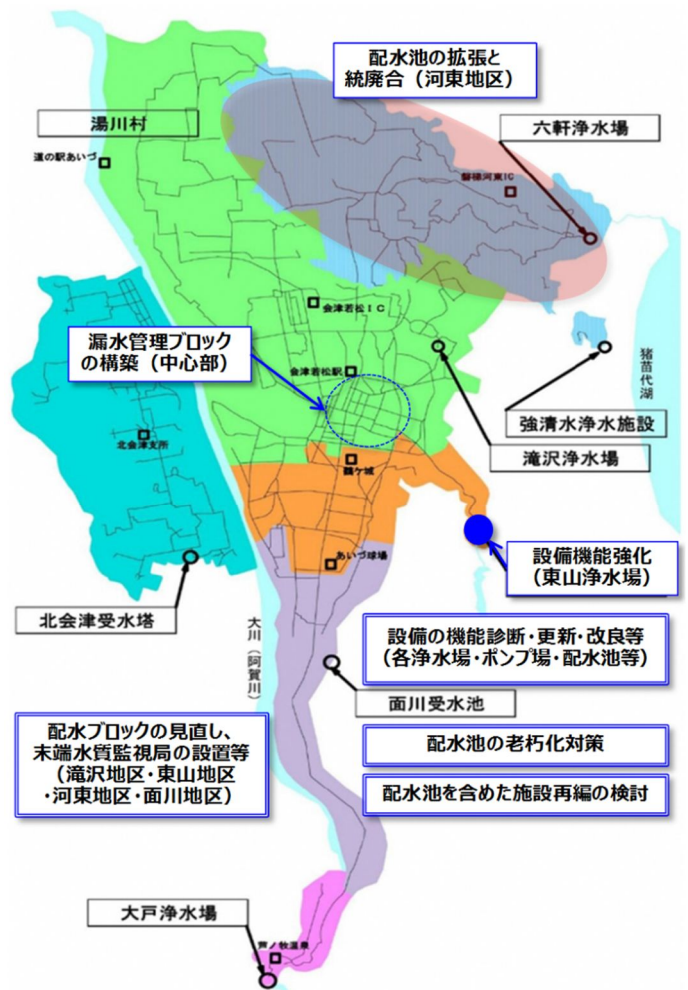 配水池の拡張と
統廃合（河東地区）
湯川村
六軒浄水場
道の駅あいづ
磐梯河東IC
会津若松IC
漏水管理ブロック
の構築（中心部）
会津若松駅
猪苗代湖
強清水浄水施設
北会津支所
滝沢浄水場
鶴ケ城
設備機能強化
（東山浄水場）
あいづ球場
北会津受水塔
大川（阿賀川）
設備の機能診断・更新・改良等
（各浄水場・ポンプ場・配水池等）
面川受水池
配水ブロックの見直し、
末端水質監視局の設置等
（滝沢地区・東山地区
・河東地区・面川地区）
配水池の老朽化対策
配水池を含めた施設再編の検討
大戸浄水場
芦ノ牧温泉